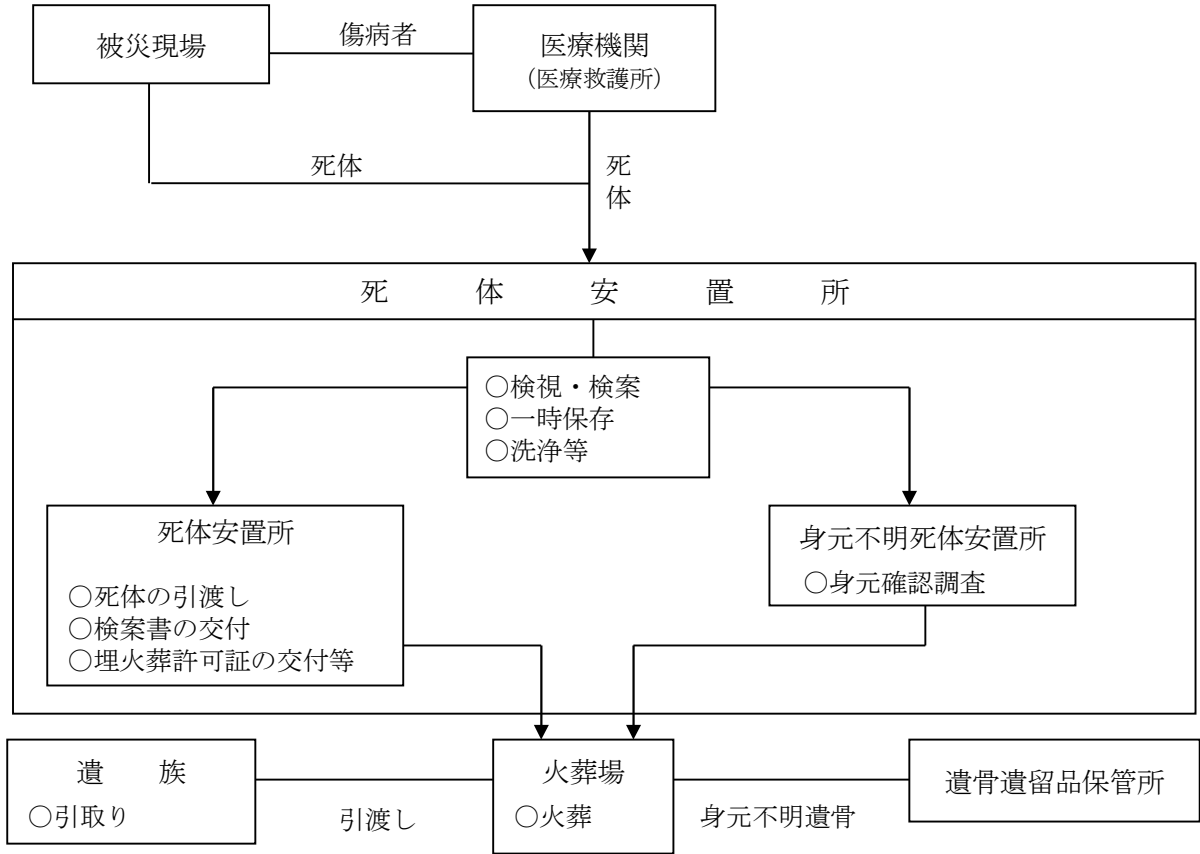 被災現場
傷病者
医療機関
（医療救護所）
死体
死
体
死　体　安　置　所
○検視・検案
○一時保存
○洗浄等
死体安置所
○死体の引渡し
○検案書の交付
○埋火葬許可証の交付等
身元不明死体安置所
○身元確認調査
遺　族
○引取り
引渡し
火葬場
○火葬
身元不明遺骨
遺骨遺留品保管所